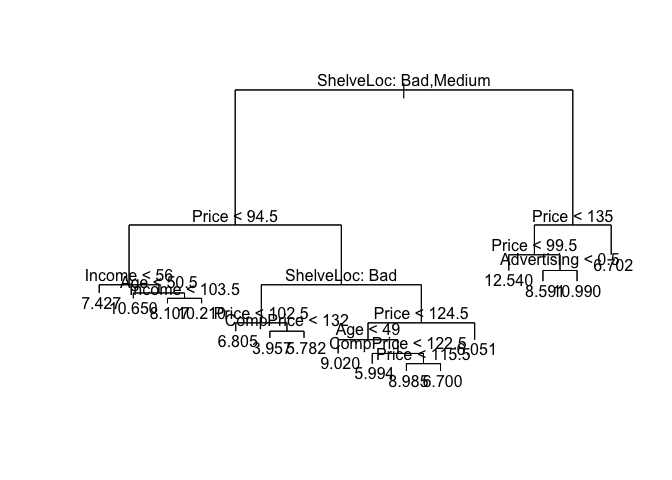 ShelveLoc: Bad,Medium
Price < 94.5
Price < 135
Price < 99.5
Advertising < 0.5
6.702
12.540
8.591
10.990
Income < 56
Age < 50.5
Income < 103.5
7.427
10.650
8.107
10.210
ShelveLoc: Bad
Price < 102.5
CompPrice < 132
6.805
3.957
5.782
Price < 124.5
Age < 49
CompPrice < 122.5
Price < 115.5
9.020
5.994
8.985
6.700